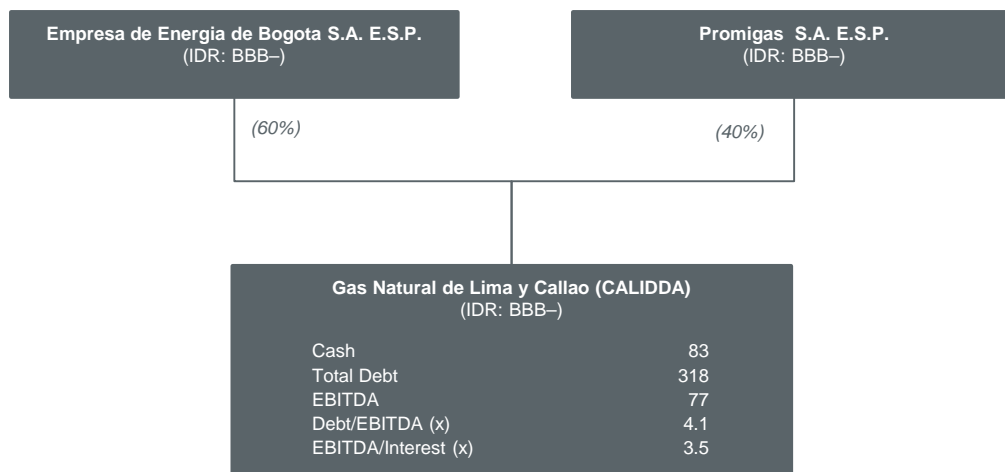 Empresa de Energia de Bogota S.A. E.S.P.
(IDR: BBB–)
Promigas S.A. E.S.P.
(IDR: BBB–)
(60%)
(40%)
Gas Natural de Lima y Callao (CALIDDA)
(IDR: BBB–)
Cash 83
Total Debt 318
EBITDA 77
Debt/EBITDA (x) 4.1
EBITDA/Interest (x) 3.5